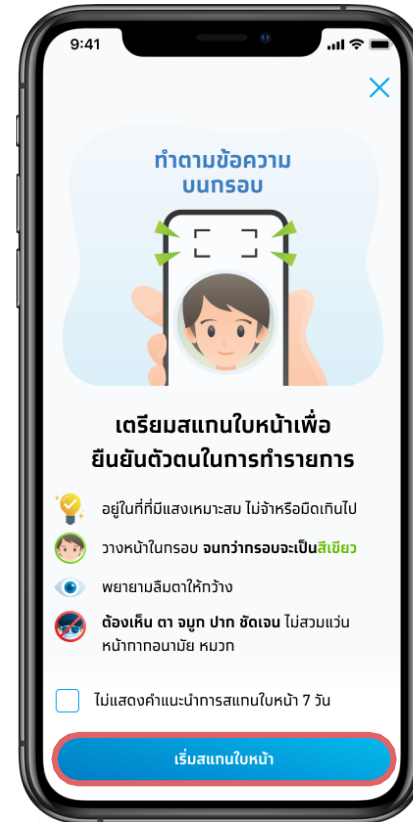 9:41
ทำตามข้อความ
บนกรอบ
เตรียมสแกนใบหน้าเพื่อ
ยืนยันตัวตนในการทำรายการ
อยู่ในที่ที่มีแสงเหมาะสม ไม่จ้าหรือมืดเกินไป
วางหน้าในกรอบ จนกว่ากรอบจะเป็นสีเขียว
พยายามลืมตาให้กว้าง
ต้องเห็น ตา จมูก ปาก ชัดเจน ไม่สวมแว่น
หน้ากากอนามัย หมวก
ไม่แสดงคำแนะนำการสแกนใบหน้า 7 วัน
เริ่มสแกนใบหน้า